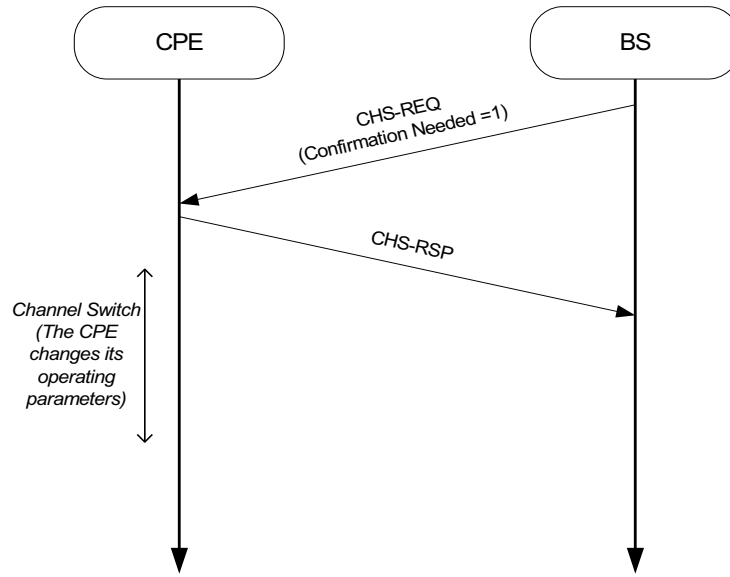 CPE
BS
CHS-REQ
(Confirmation Needed =1)
CHS-RSP
Channel Switch
(The CPE
changes its
operating
parameters)